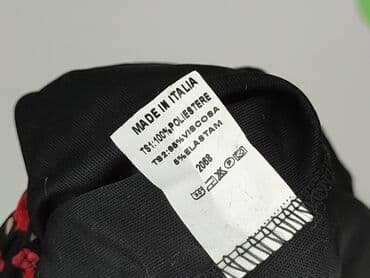 MADE IN ITALIA
TS1:100%POLIESTERE
TS2:95%VISCOSA
5%ELASTAM
2068